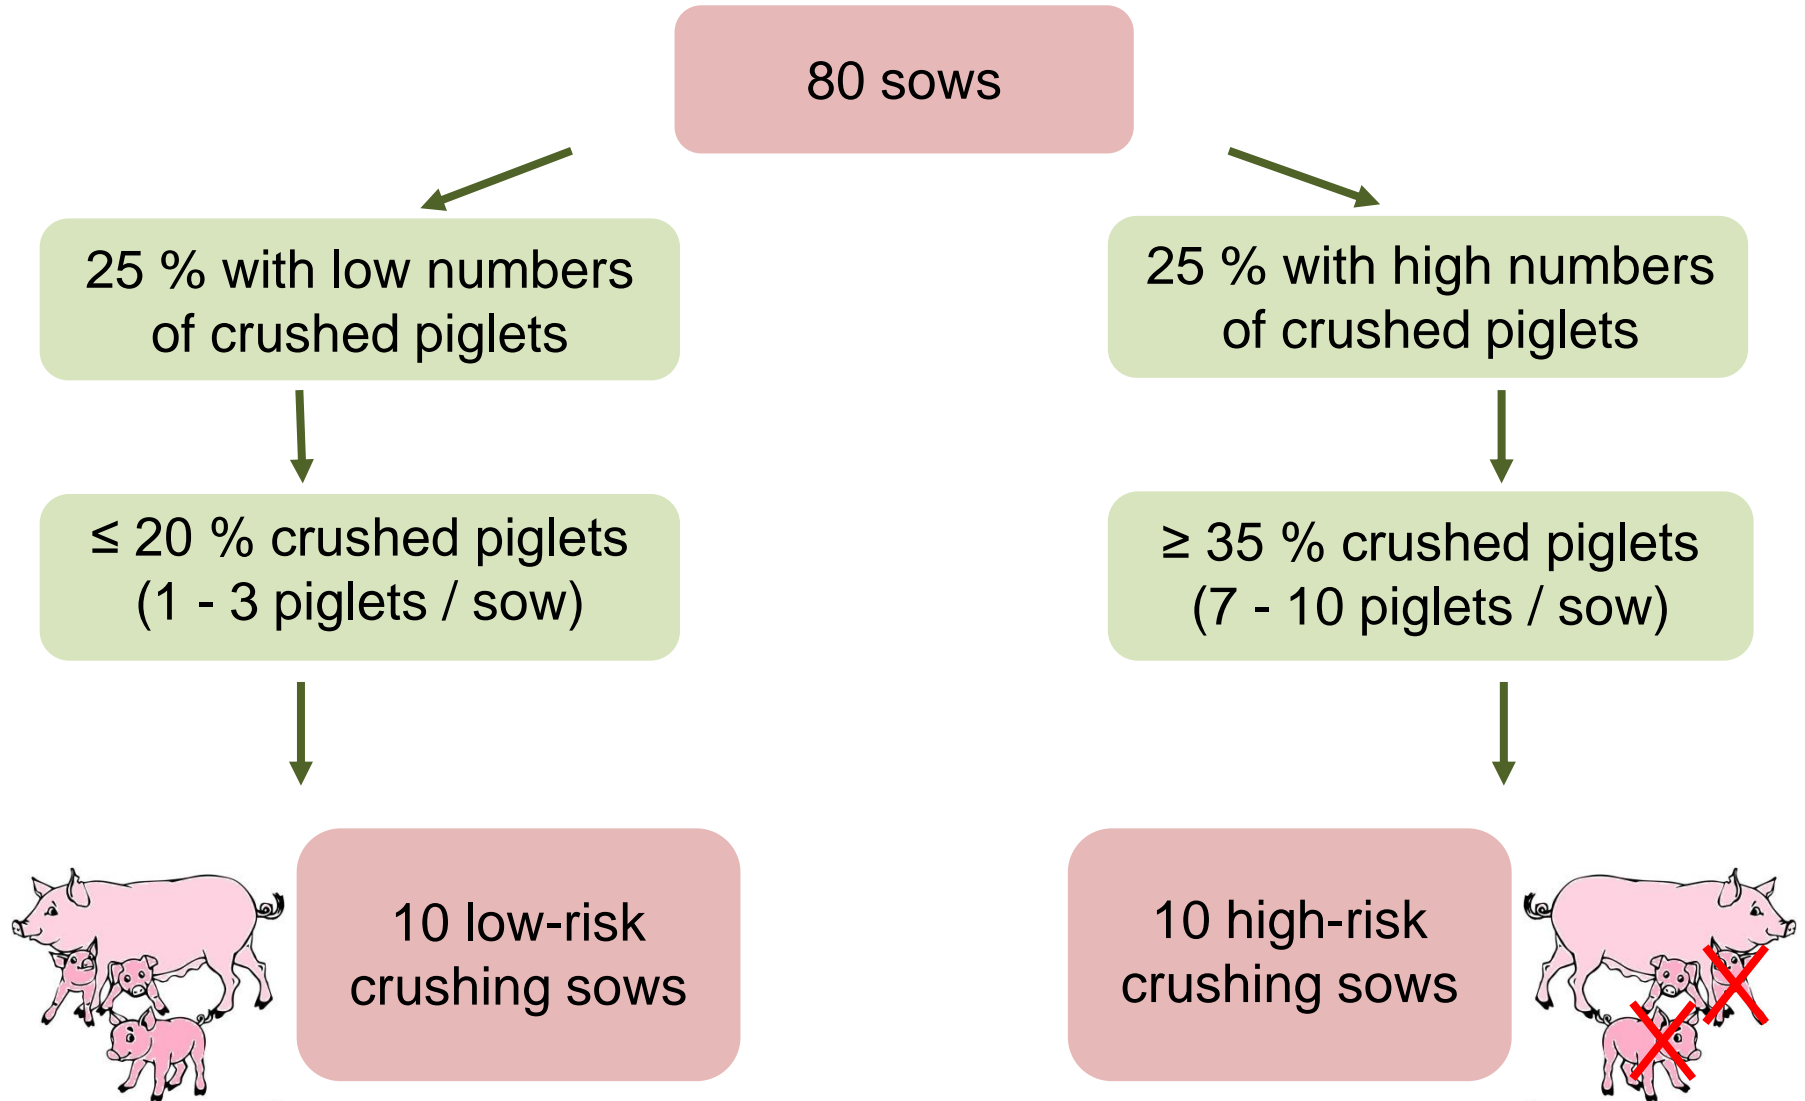 80 sows
25 % with low numbers
of crushed piglets
25 % with high numbers
of crushed piglets
≤ 20 % crushed piglets
(1 - 3 piglets / sow)
≥ 35 % crushed piglets
(7 - 10 piglets / sow)
10 low-risk
crushing sows
10 high-risk
crushing sows